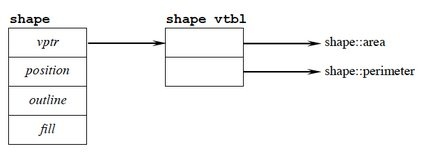 shape
vptr
position
outline
fill
shape vtbl
shape::area
shape::perimeter